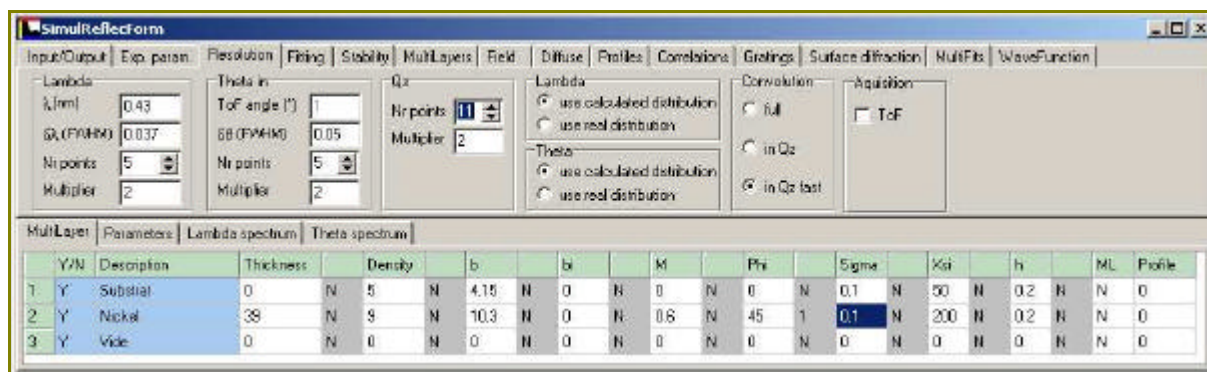 SimulReflecForm
Input/Output Exp. param. Resolution Fitting Stability MultiLayers Field Diffuse Profiles Correlations Gratings Surface diffraction MultiFits WaveFunction
Lambda Theta in Qz Lambda Convolution Aquisition
λ (nm) 0.43 ToF angle (°) 1 Nr points 11 use calculated distribution full ToF
δλ (FWHM) 0.037 δθ (FWHM) 0.05 Multiplier 2 use real distribution in Qz
Nr points 5 Nr points 5 Theta use calculated distribution in Qz fast
Multiplier 2 Multiplier 2 use real distribution
MultiLayer Parameters Lambda spectrum Theta spectrum
Y/N Description Thickness Density b bi M Phi Sigma Xsi h ML Profile
1 Y Substrat 0 N 5 N 4.15 N 0 N 0 N 0 N 0.1 N 50 N 0.2 N N 0
2 Y Nickel 39 N 9 N 10.3 N 0 N 0.6 N 45 1 0.1 N 200 N 0.2 N N 0
3 Y Vide 0 N 0 N 0 N 0 N 0 N 0 N 0 N 0 N 0 N N 0